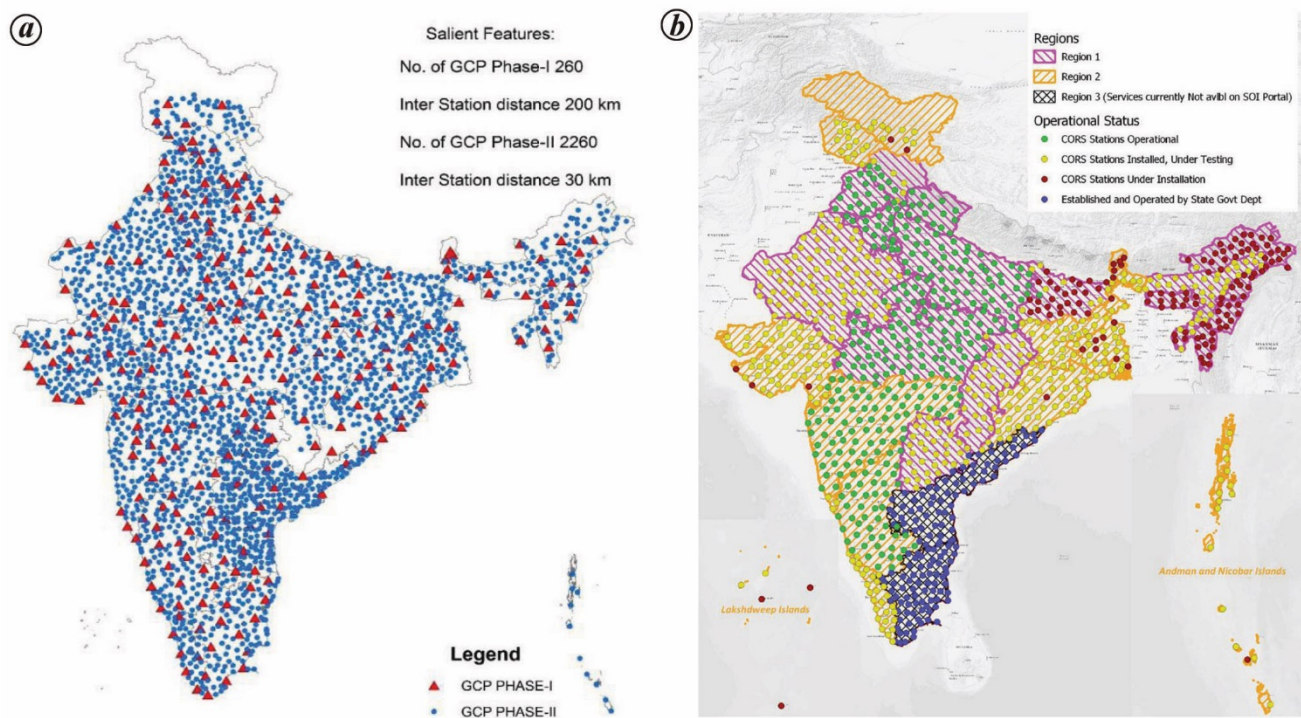 a
Salient Features:
No. of GCP Phase-I 260
Inter Station distance 200 km
No. of GCP Phase-II 2260
Inter Station distance 30 km
Legend
GCP PHASE-I
GCP PHASE-II
b
Regions
Region 1
Region 2
Region 3 (Services currently Not avlbl on SOI Portal)
Operational Status
CORS Stations Operational
CORS Stations Installed, Under Testing
CORS Stations Under Installation
Established and Operated by State Govt Dept
Lakshdweep Islands
Andman and Nicobar Islands